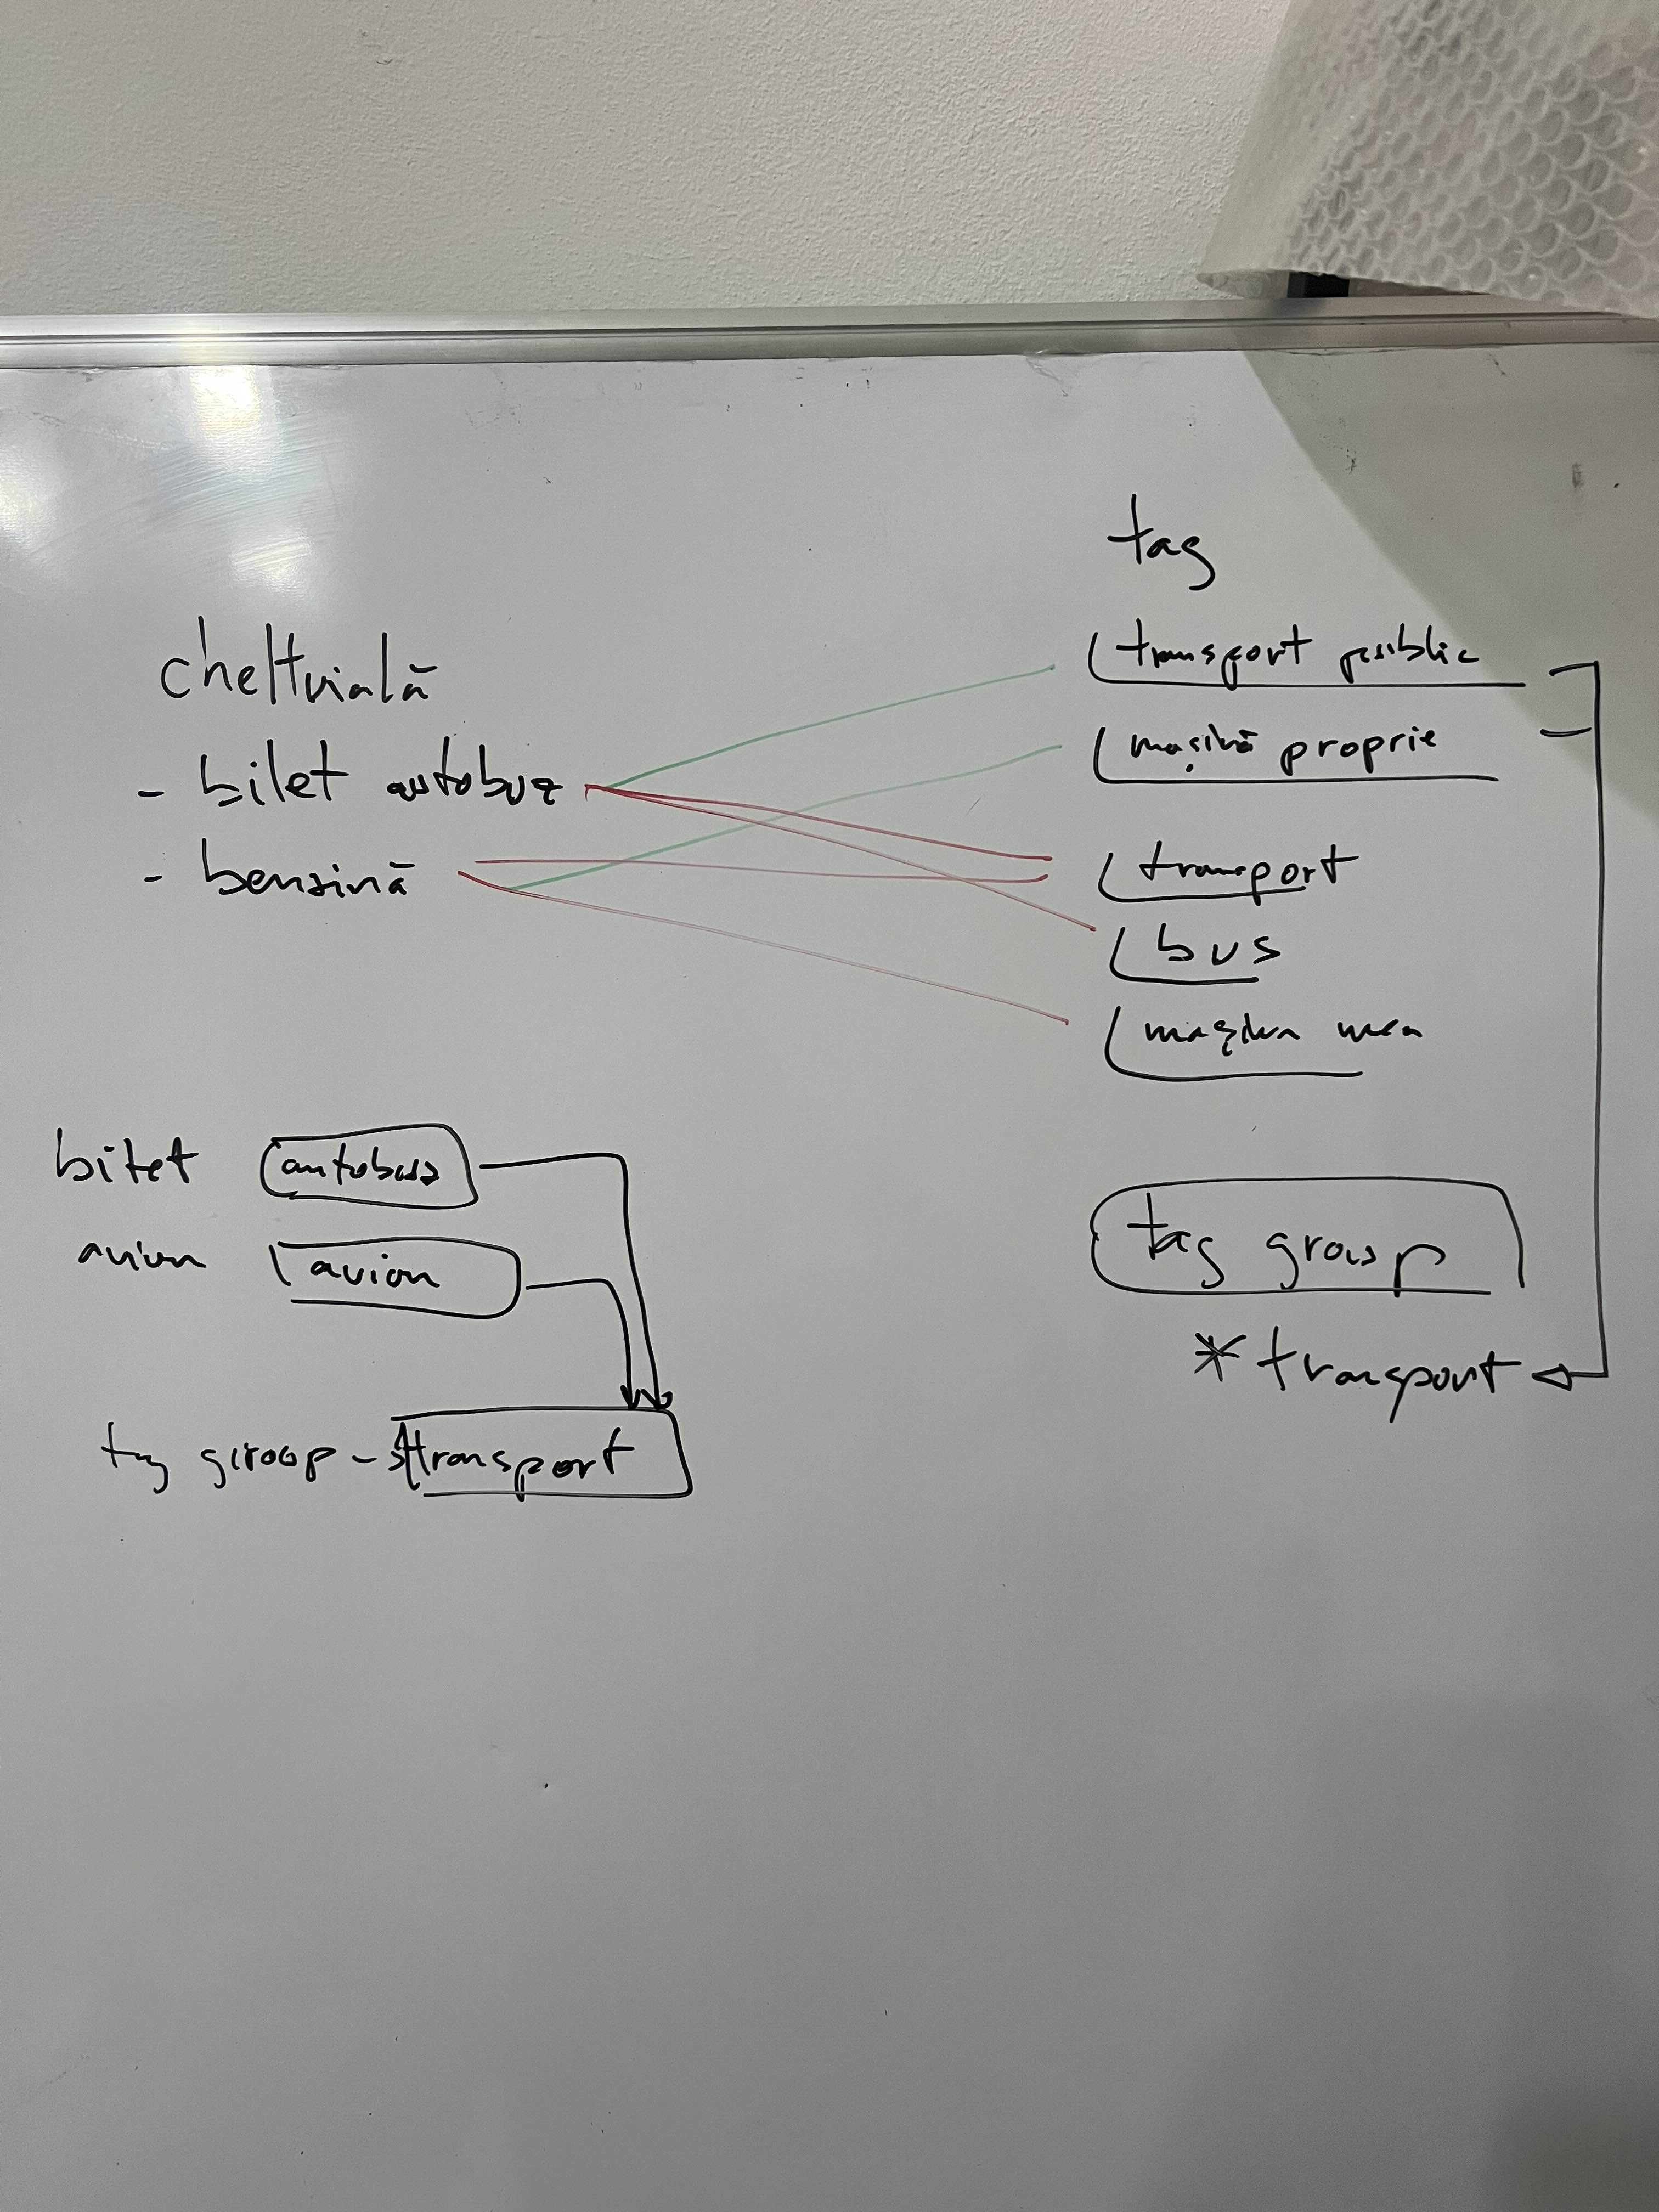 tag
cheltuială
- bilet autobuz
- benzină
transport public
mașină proprie
transport
bus
mașina mea
bilet autobuz
avion avion
tag group - transport
tag group
* transport